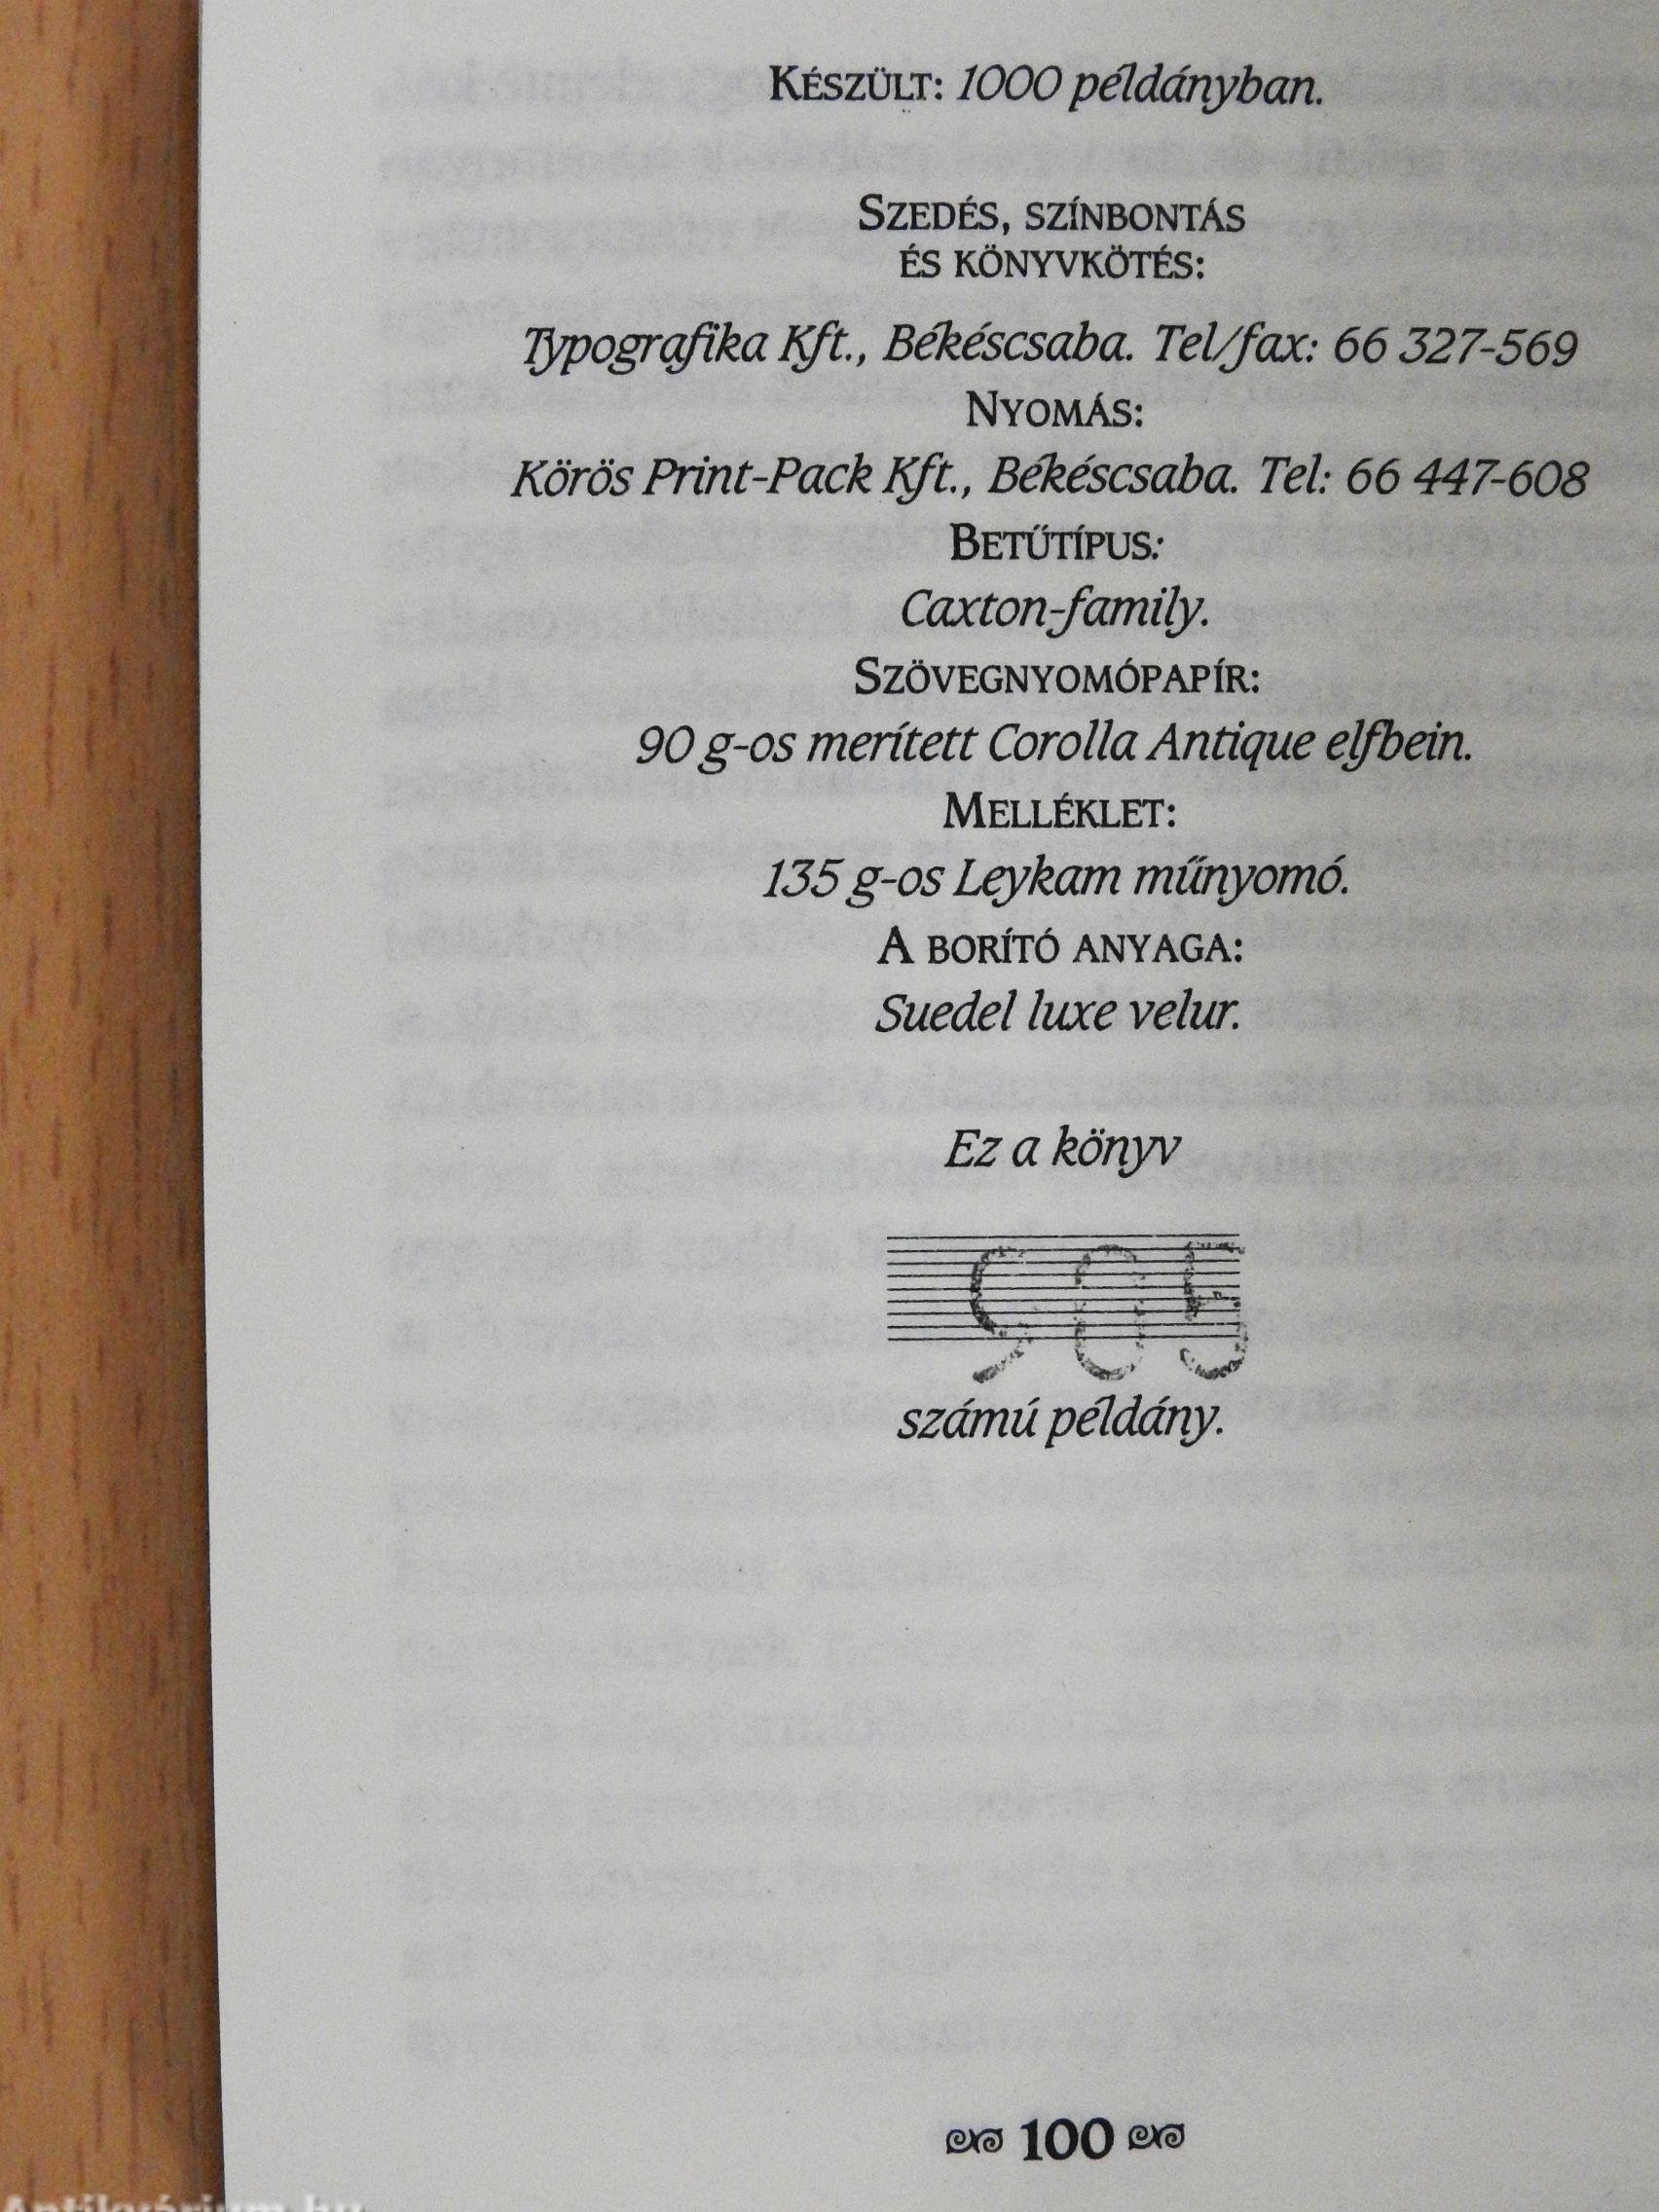 KÉSZÜLT: 1000 példányban.
SZEDÉS, SZÍNBONTÁS
ÉS KÖNYVKÖTÉS:
Typografika Kft., Békéscsaba. Tel/fax: 66 327-569
NYOMÁS:
Körös Print-Pack Kft., Békéscsaba. Tel: 66 447-608
BETŰTÍPUS:
Caxton-family.
SZÖVEGNYOMÓPAPÍR:
90 g-os merített Corolla Antique elfbein.
MELLÉKLET:
135 g-os Leykam műnyomó.
A BORÍTÓ ANYAGA:
Suedel luxe velur.
Ez a könyv
számú példány.
100
Antikvárium.hu